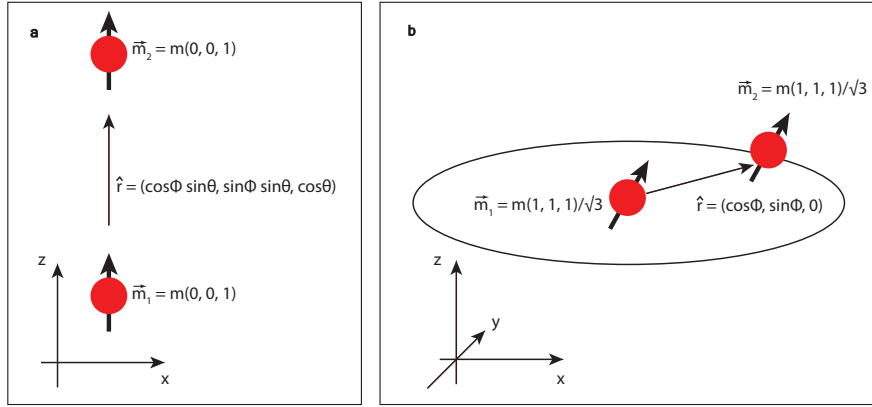 a
m⃗₂ = m(0, 0, 1)
r̂ = (cosΦ sinθ, sinΦ sinθ, cosθ)
z
m⃗₁ = m(0, 0, 1)
x
b
m⃗₂ = m(1, 1, 1)/√3
m⃗₁ = m(1, 1, 1)/√3
r̂ = (cosΦ, sinΦ, 0)
z
y
x